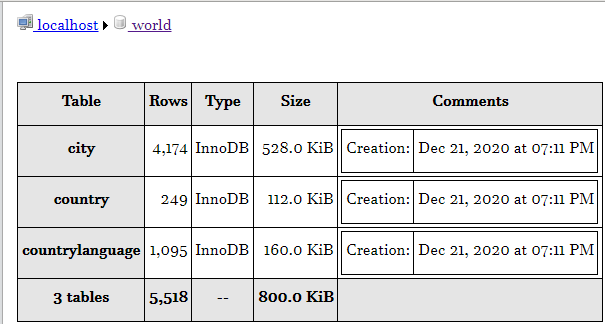 localhost world
Table Rows Type Size Comments
city 4,174 InnoDB 528.0 KiB Creation: Dec 21, 2020 at 07:11 PM
country 249 InnoDB 112.0 KiB Creation: Dec 21, 2020 at 07:11 PM
countrylanguage 1,095 InnoDB 160.0 KiB Creation: Dec 21, 2020 at 07:11 PM
3 tables 5,518 -- 800.0 KiB